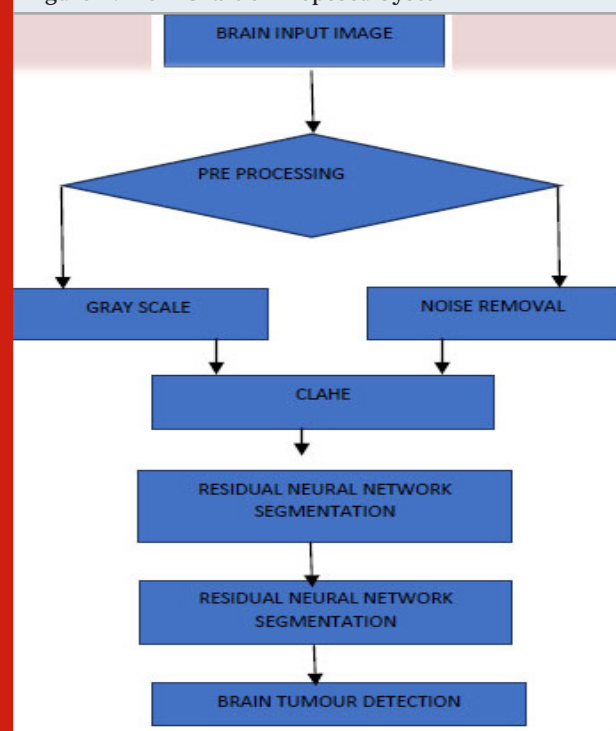 BRAIN INPUT IMAGE
PRE PROCESSING
GRAY SCALE
NOISE REMOVAL
CLAHE
RESIDUAL NEURAL NETWORK
SEGMENTATION
RESIDUAL NEURAL NETWORK
SEGMENTATION
BRAIN TUMOUR DETECTION